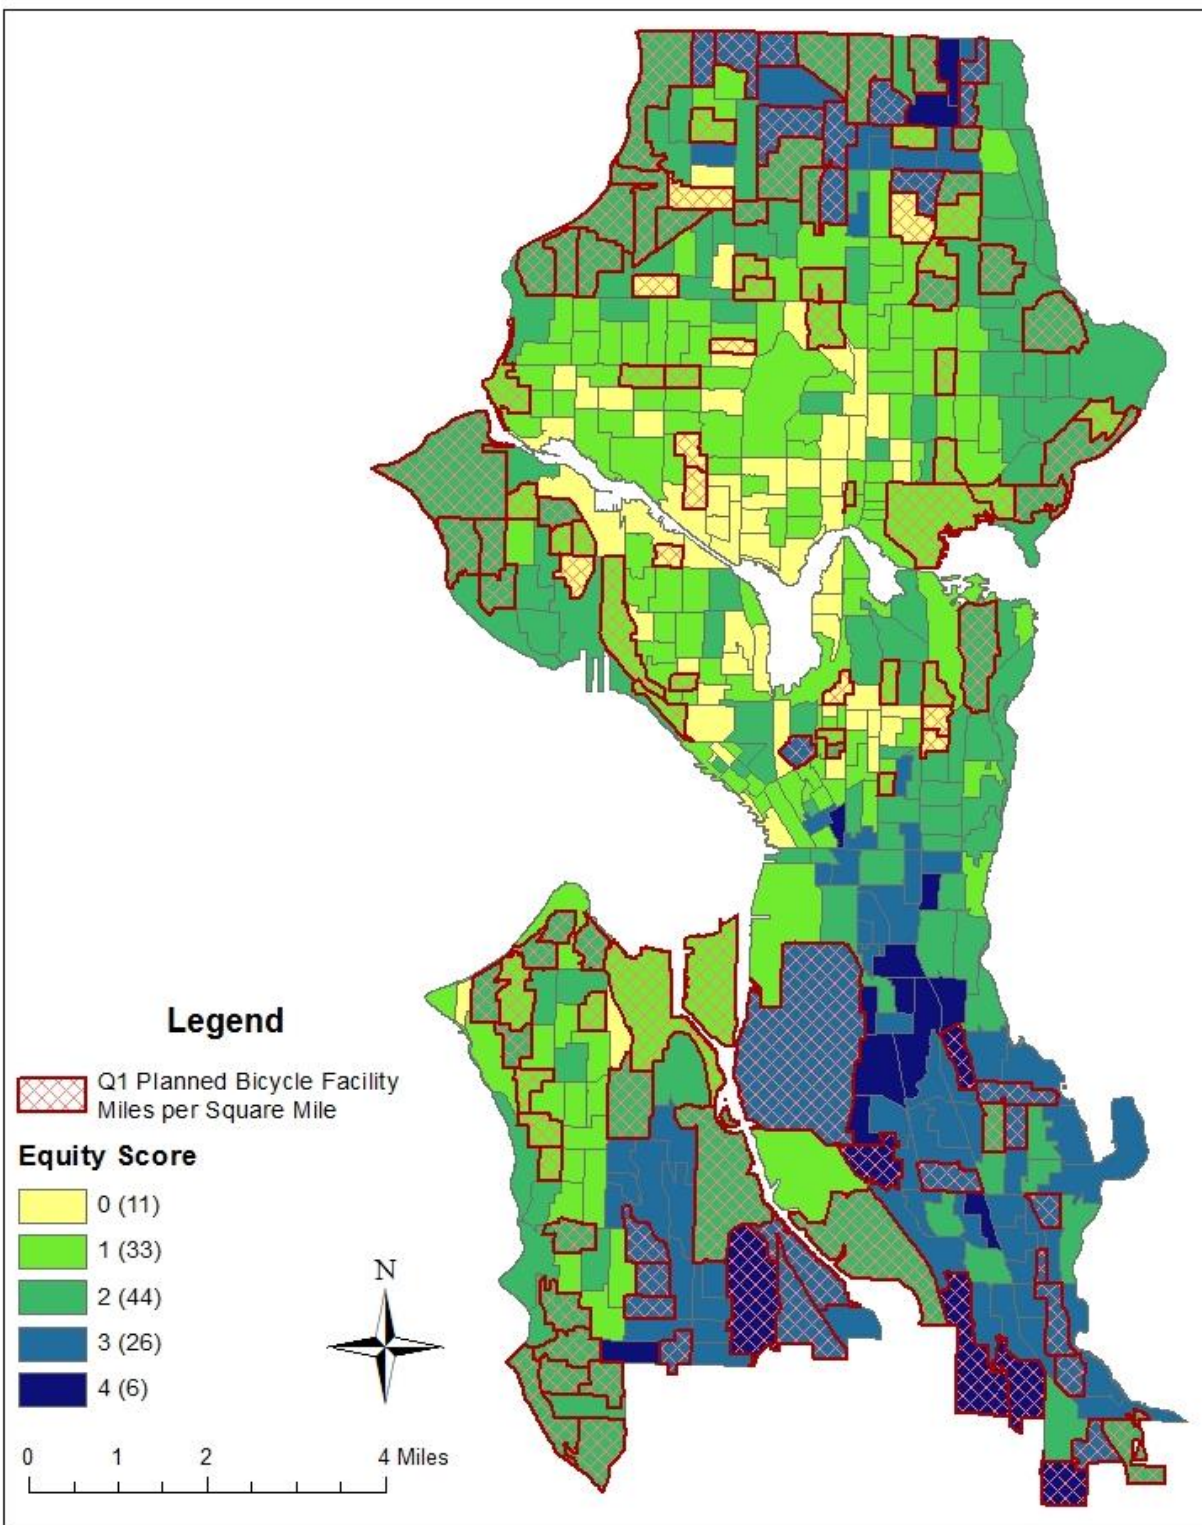 Legend
Q1 Planned Bicycle Facility
Miles per Square Mile
Equity Score
0 (11)
1 (33)
2 (44)
3 (26)
4 (6)
N
0 1 2 4 Miles